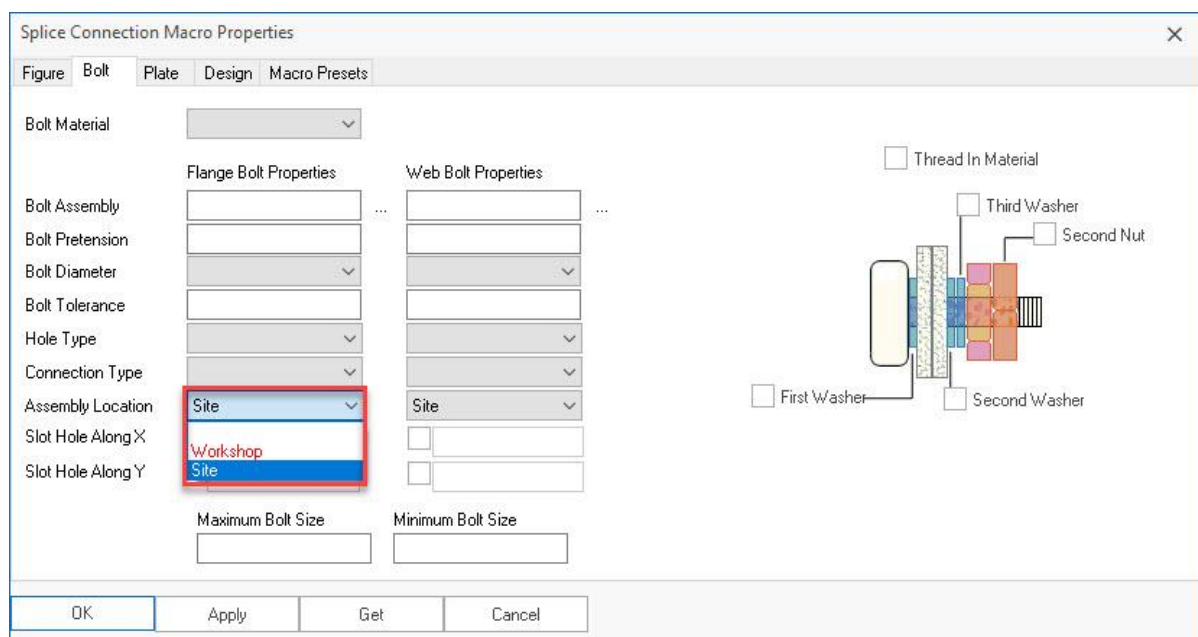 Splice Connection Macro Properties
Figure Bolt Plate Design Macro Presets
Bolt Material
Flange Bolt Properties Web Bolt Properties
Bolt Assembly ... ...
Bolt Pretension
Bolt Diameter
Bolt Tolerance
Hole Type
Connection Type
Assembly Location Site Site
Slot Hole Along X Workshop
Slot Hole Along Y Site
Maximum Bolt Size Minimum Bolt Size
Thread In Material
Third Washer
Second Nut
First Washer Second Washer
OK Apply Get Cancel